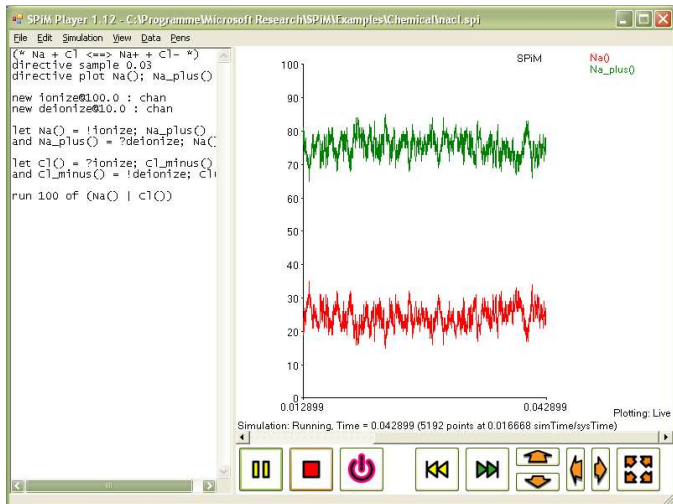 SPiM Player 1.12 - C:\Programme\Microsoft Research\SPiM\Examples\Chemical\nacl.spi
File Edit Simulation View Data Pens
(* Na + Cl <==> Na+ + Cl- *)
directive sample 0.03
directive plot Na(); Na_plus()
new ionize@100.0 : chan
new deionize@10.0 : chan
let Na() = !ionize; Na_plus()
and Na_plus() = ?deionize; Na(
let Cl() = ?ionize; Cl_minus()
and Cl_minus() = !deionize; Cl
run 100 of (Na() | Cl())
SPiM
Na()
Na_plus()
100
90
80
70
60
50
40
30
20
10
0
0.012899
0.042899
Plotting: Live
Simulation: Running, Time = 0.042899 (5192 points at 0.016668 simTime/sysTime)